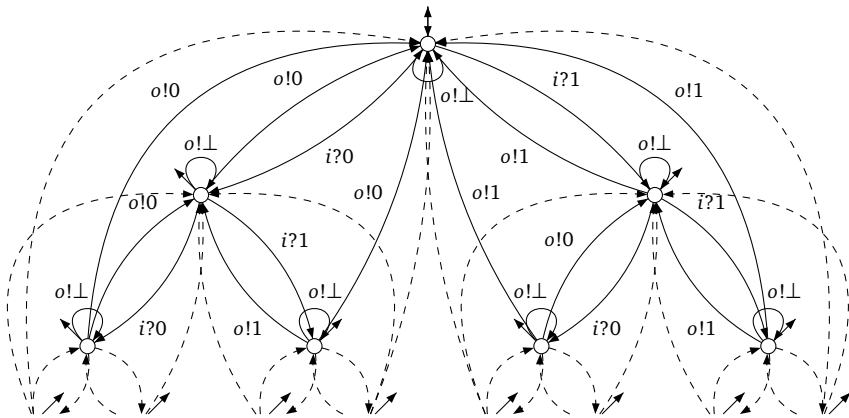 o!0 o!0 i?1 o!1
o!⊥
o!⊥ i?0 o!1 o!⊥
o!0 o!0 o!1 i?1
i?1 o!0
o!⊥ o!⊥ o!⊥ o!⊥
i?0 o!1 i?0 o!1